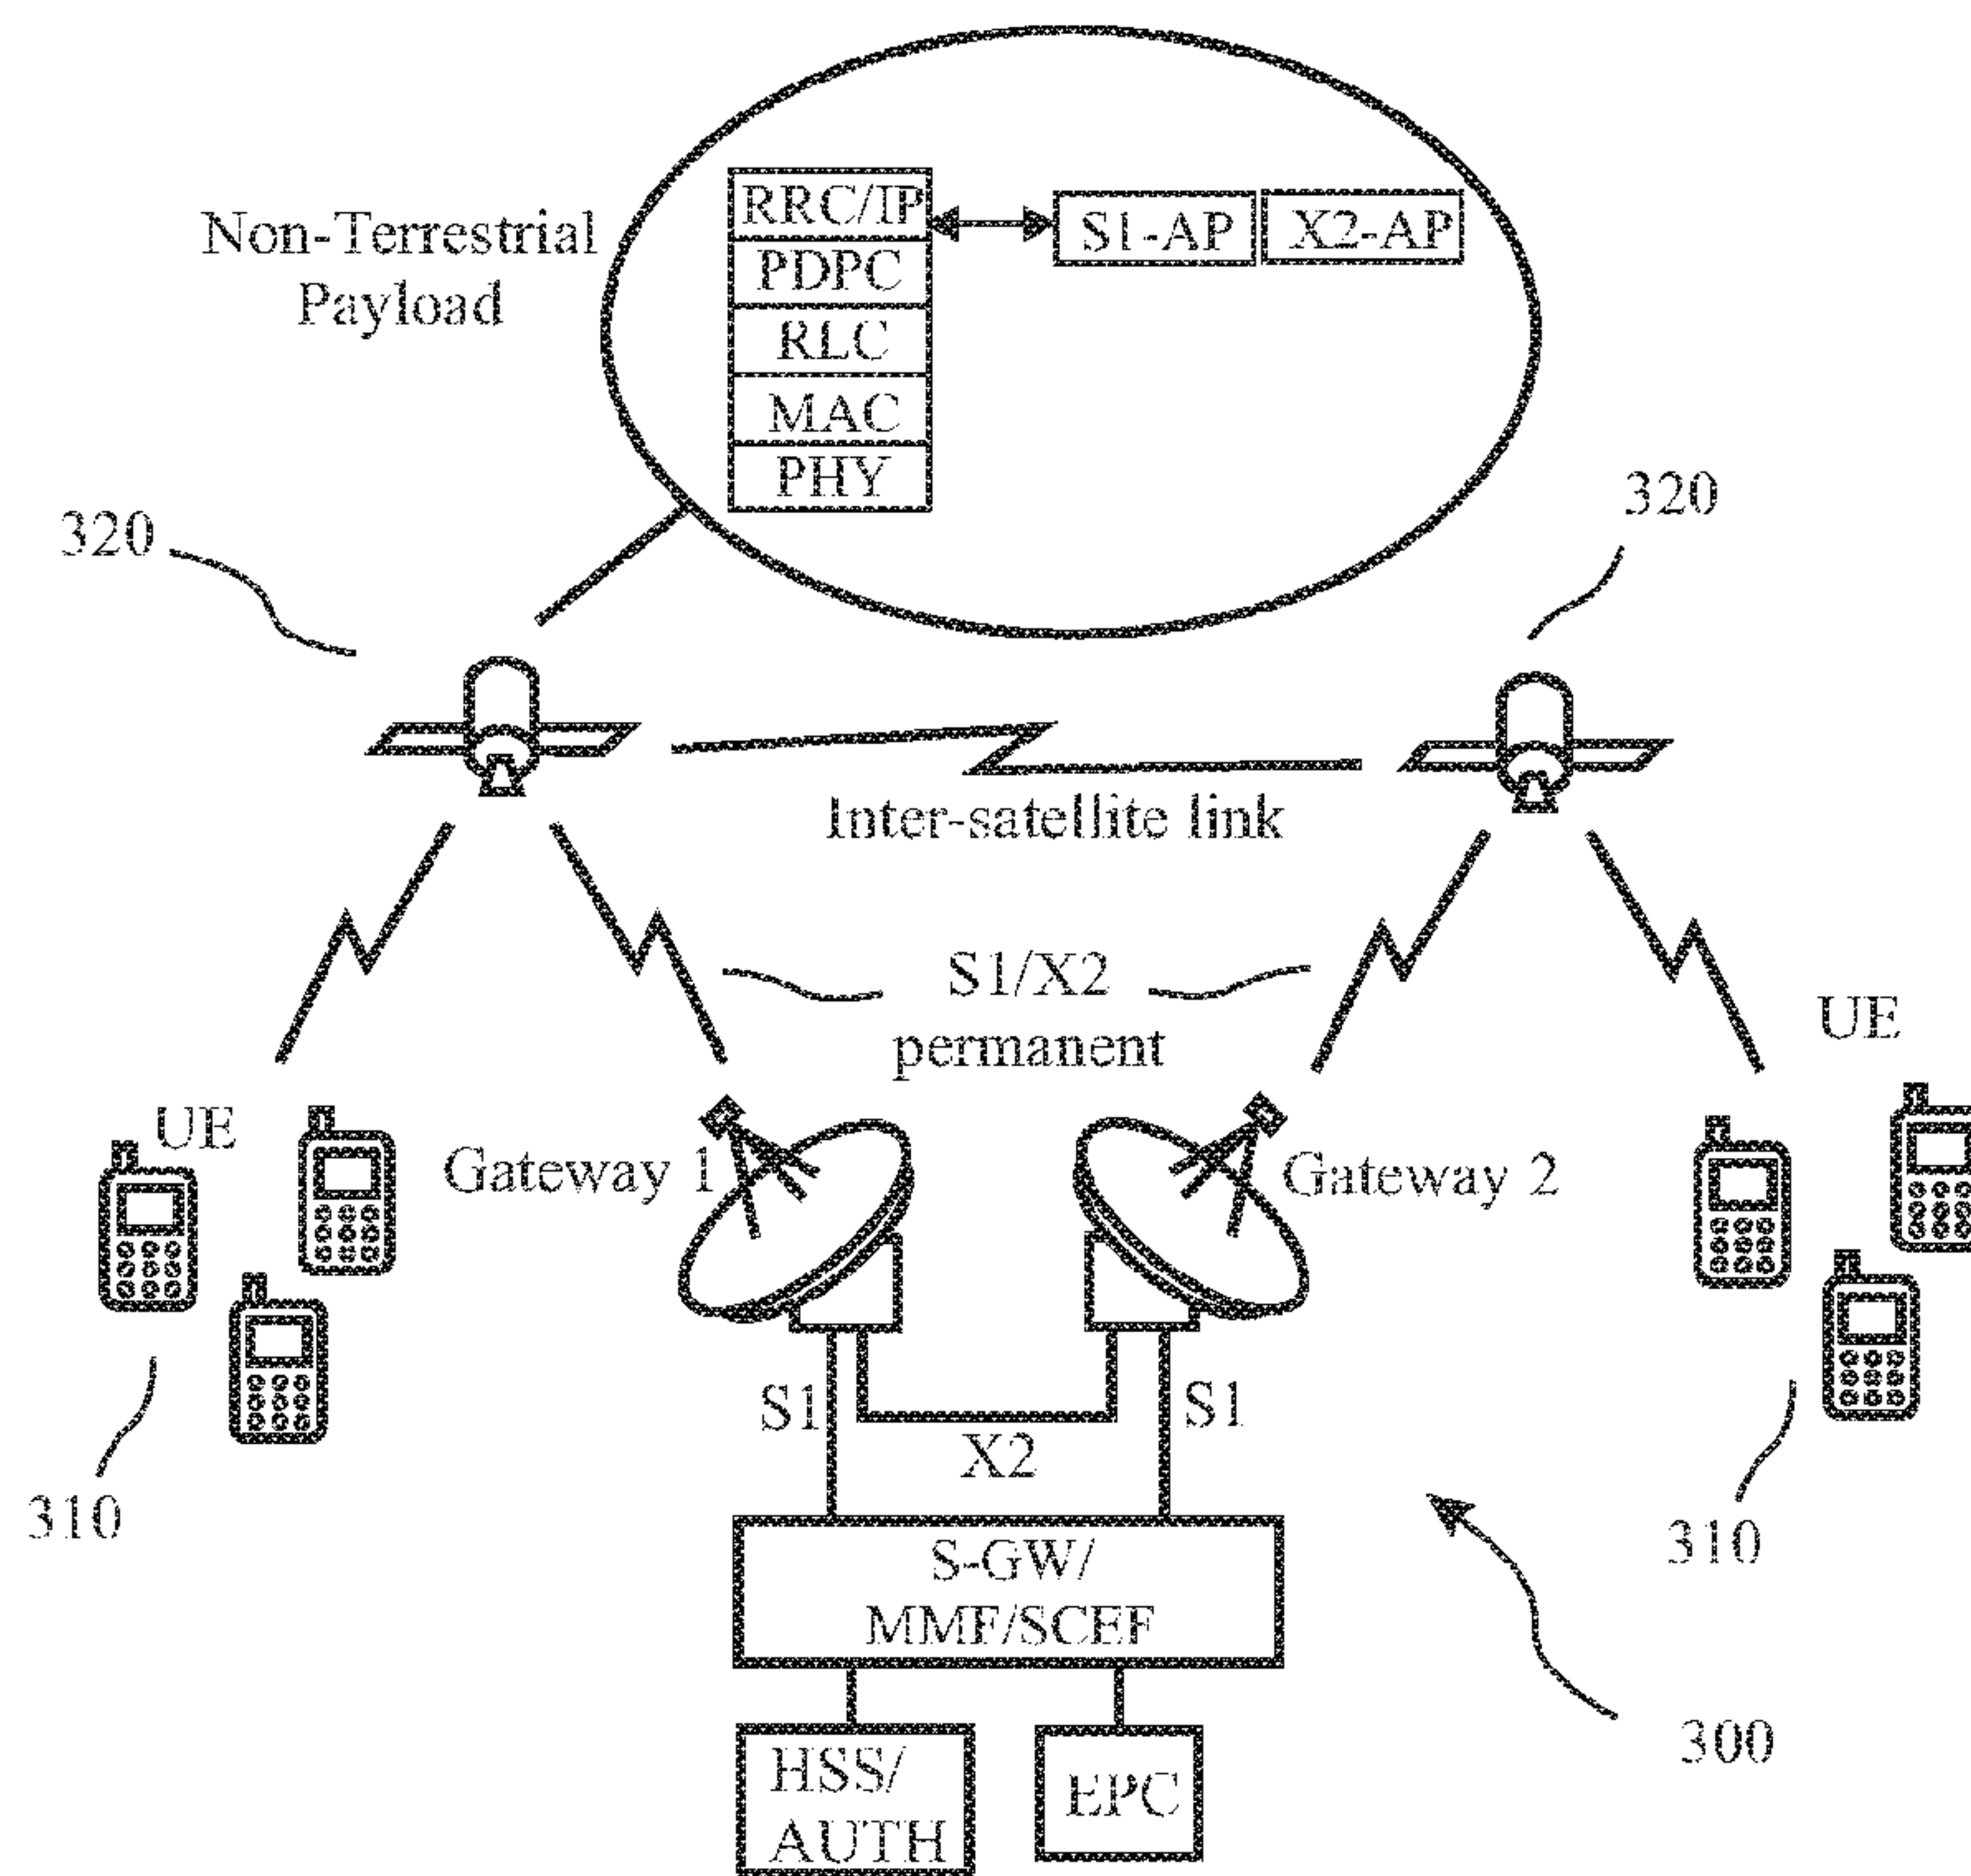 Non-Terrestrial
Payload
RRC/IP
PDPC
RLC
MAC
PHY
S1-AP
X2-AP
320
320
Inter-satellite link
S1/X2
permanent
UE
UE
Gateway 1
Gateway 2
S1
S1
X2
310
310
S-GW/
MMF/SCEF
300
HSS/
AUTH
EPC